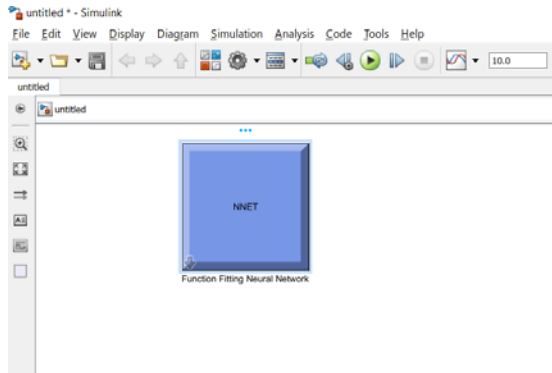 untitled * - Simulink
File Edit View Display Diagram Simulation Analysis Code Tools Help
10.0
untitled
untitled
NNET
Function Fitting Neural Network